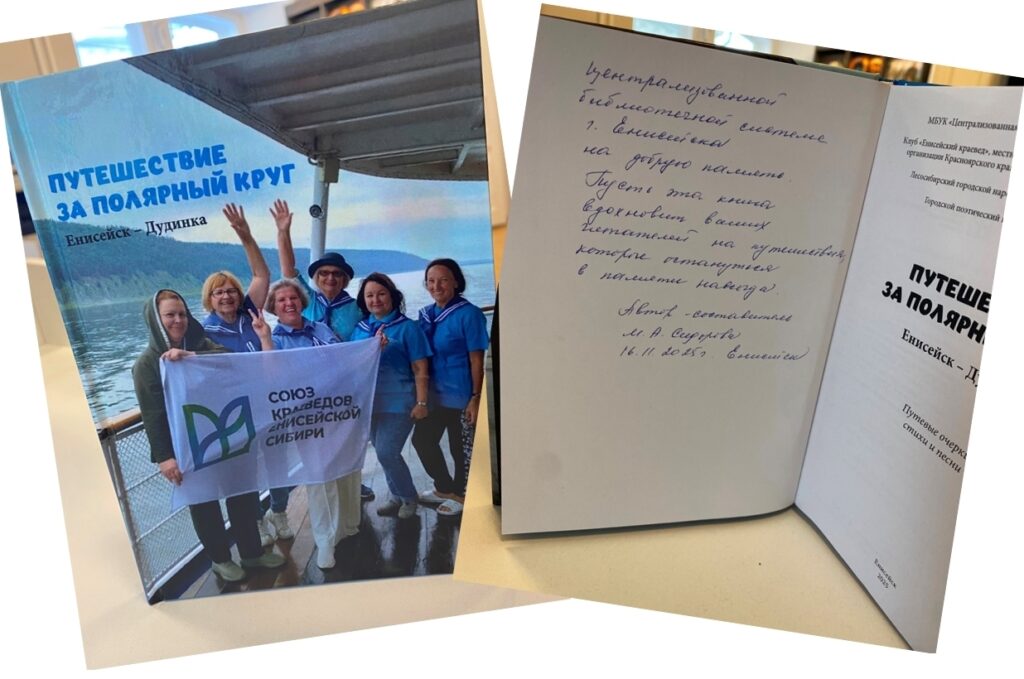 ПУТЕШЕСТВИЕ
ЗА ПОЛЯРНЫЙ КРУГ
Енисейск – Дудинка
СОЮЗ
КРАЕВЕДОВ
ЕНИСЕЙСКОЙ
СИБИРИ
Централизованной
библиотечной системе
г. Енисейска
на добрую память.
Пусть эта книга
вдохновит ваших
читателей на путешествия,
которые останутся
в памяти навсегда.
Автор-составитель
М. А. Сидорова
16.11.2025г. Енисейск
МБУК «Централизованная
Клуб «Енисейский краевед», мест
организации Красноярского кра
Лесосибирский городской нар
Городской поэтический
ПУТЕШЕ
ЗА ПОЛЯРН
Енисейск – Д
Путевые очерк
стихи и песни
Енисейск
2025